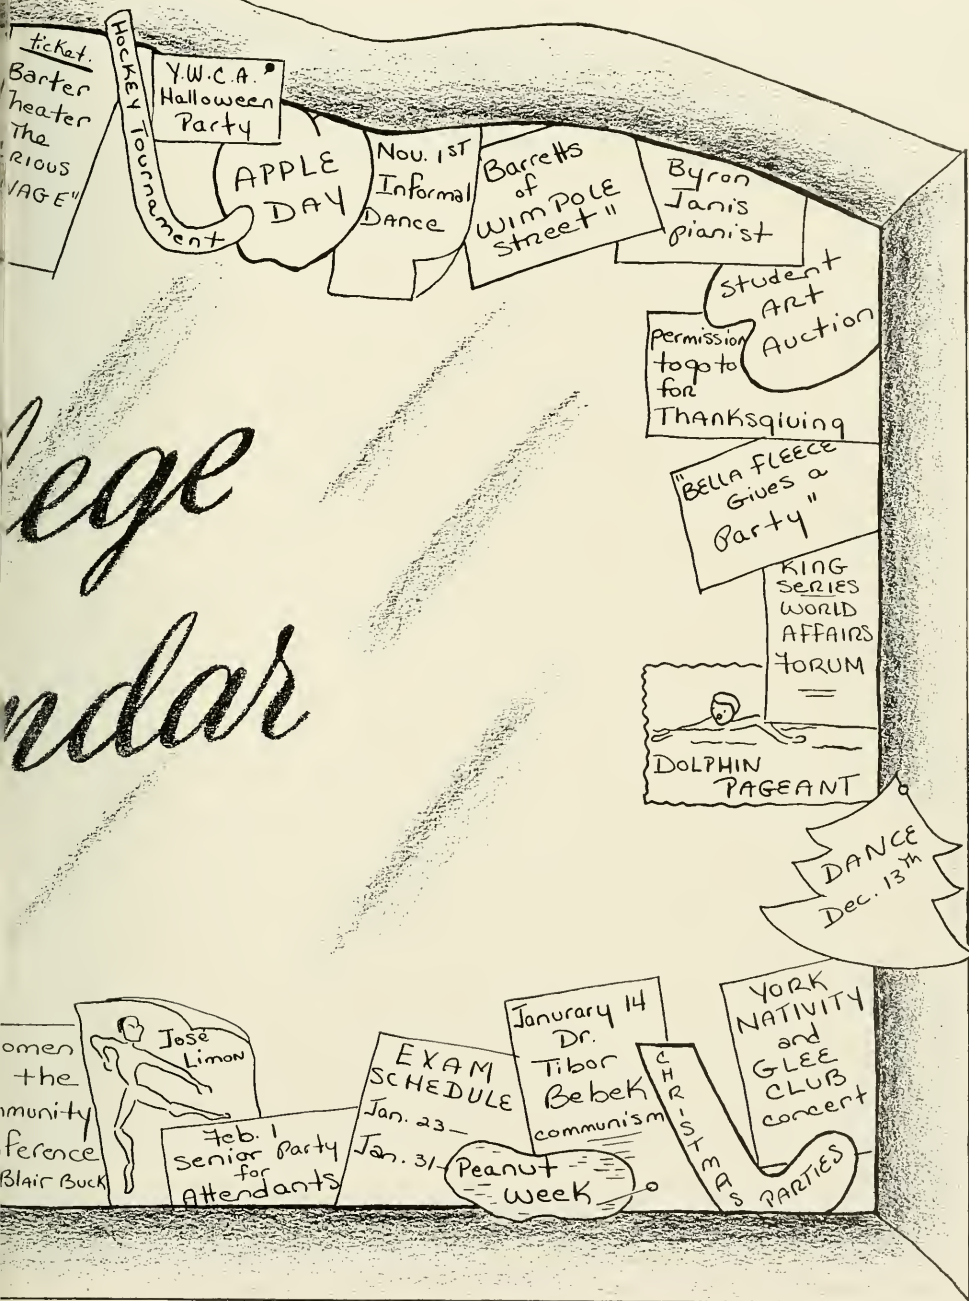 ticket.
Barter
heater
The
RIOUS
VAGE"
HOCKEY Tournament
Y.W.C.A.
Halloween
Party
APPLE
DAY
Nov. 1ST
Informal
Dance
Barretts
of
WIMPOLE
Street"
Byron
Janis
pianist
Student
ART
Auction
permission
to go to
for
Thanksgiving
"BELLA FLEECE
Gives a
Party"
lege
ndar
KING
SERIES
WORLD
AFFAIRS
FORUM
DOLPHIN
PAGEANT
DANCE
Dec. 13th
omen
the
mmunity
ference
Blair Buck
José
Limon
Feb. 1
Senior Party
for
Attendants
EXAM
SCHEDULE
Jan. 23—
Jan. 31—
Janurary 14
Dr.
Tibor
Bebek
communism
Peanut
Week
CHRISTMAS
PARTIES
YORK
NATIVITY
and
GLEE
CLUB
concert